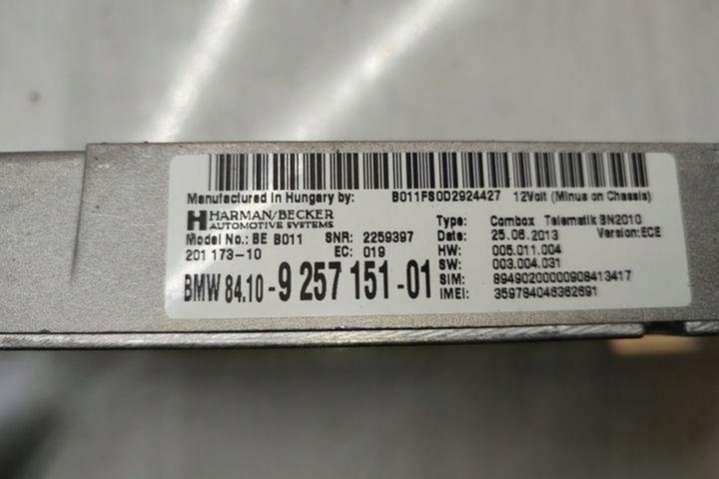 Manufactured In Hungary by: B011FS0D2924427 12Volt (Minus on Chassis)
HARMAN/BECKER
AUTOMOTIVE SYSTEMS
Type: Combox Telematik BN2010
Model No.: BE B011 SNR: 2259397 Date: 25.06.2013 Version:ECE
201 173-10 EC: 019 HW: 005.011.004
BMW 84.10 - 9 257 151 - 01 SW: 003.004.031
SIM: 89490200000908413417
IMEI: 359784046362691